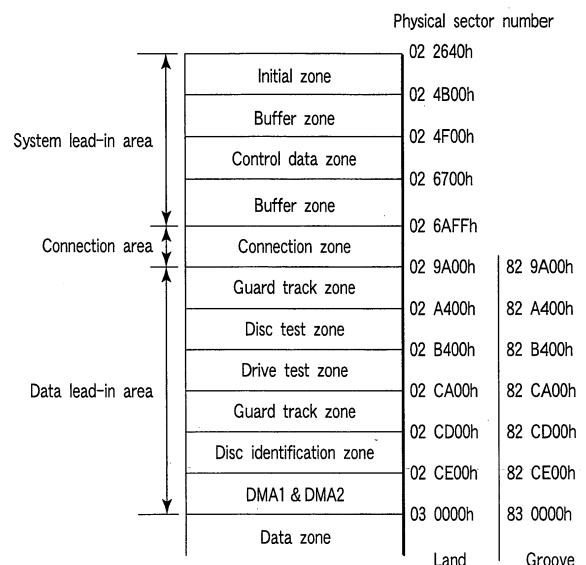 Physical sector number
02 2640h
Initial zone
02 4B00h
Buffer zone
System lead-in area
02 4F00h
Control data zone
02 6700h
Buffer zone
02 6AFFh
Connection area
Connection zone
02 9A00h 82 9A00h
Guard track zone
02 A400h 82 A400h
Disc test zone
02 B400h 82 B400h
Drive test zone
Data lead-in area
02 CA00h 82 CA00h
Guard track zone
02 CD00h 82 CD00h
Disc identification zone
02 CE00h 82 CE00h
DMA1 & DMA2
03 0000h 83 0000h
Data zone
Land Groove